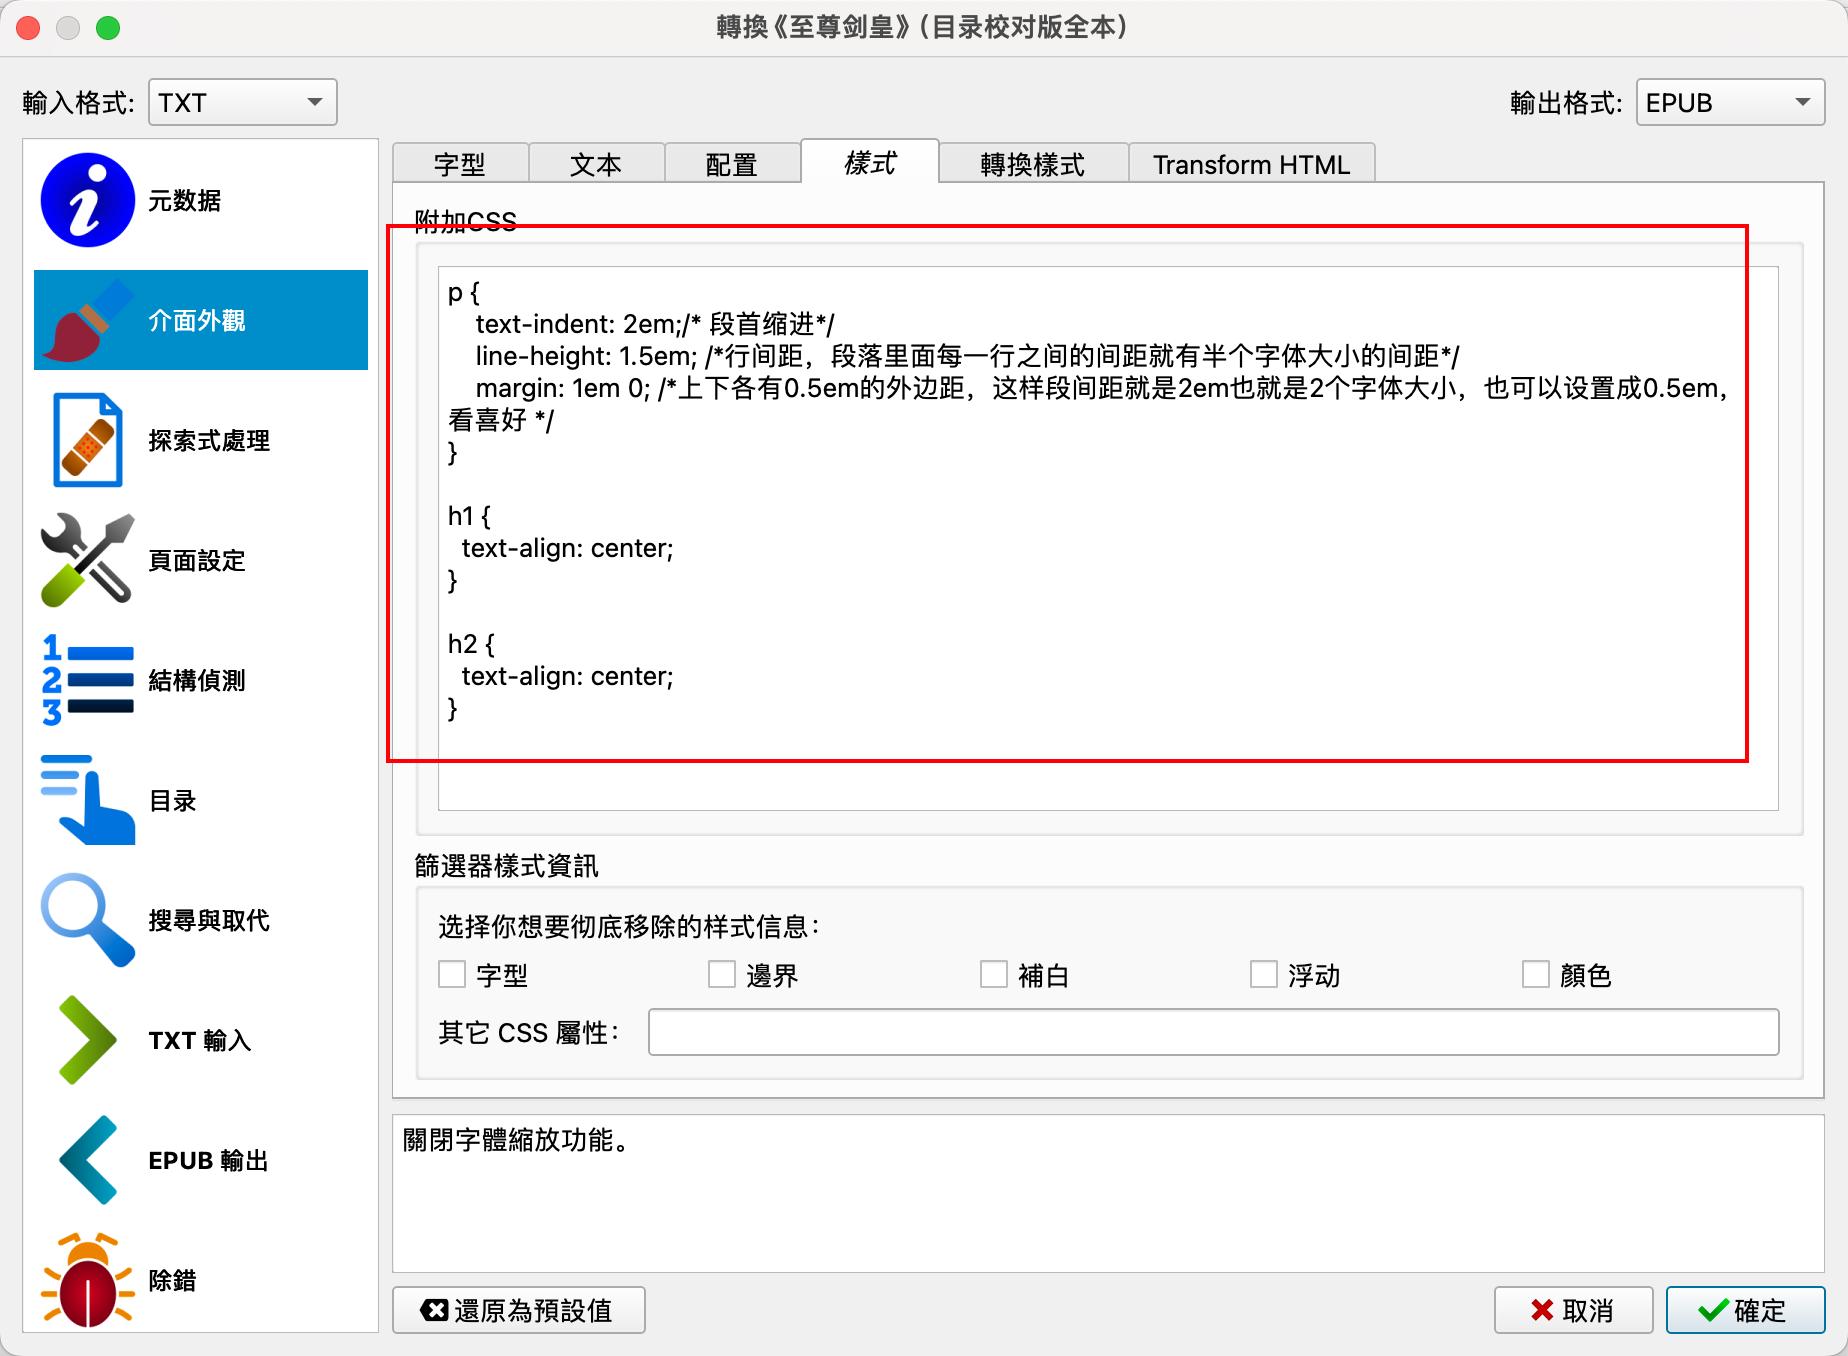 轉換《至尊剑皇》（目录校对版全本）
輸入格式: TXT
輸出格式: EPUB
元数据
介面外觀
探索式處理
頁面設定
結構偵測
目录
搜尋與取代
TXT 輸入
EPUB 輸出
除錯
字型 文本 配置 樣式 轉換樣式 Transform HTML
附加CSS
p {
    text-indent: 2em;/* 段首缩进*/
    line-height: 1.5em; /*行间距，段落里面每一行之间的间距就有半个字体大小的间距*/
    margin: 1em 0; /*上下各有0.5em的外边距，这样段间距就是2em也就是2个字体大小，也可以设置成0.5em，
看喜好 */
}
h1 {
  text-align: center;
}
h2 {
  text-align: center;
}
篩選器樣式資訊
选择你想要彻底移除的样式信息：
字型 邊界 補白 浮动 顏色
其它 CSS 屬性：
關閉字體縮放功能。
還原為預設值
取消 確定